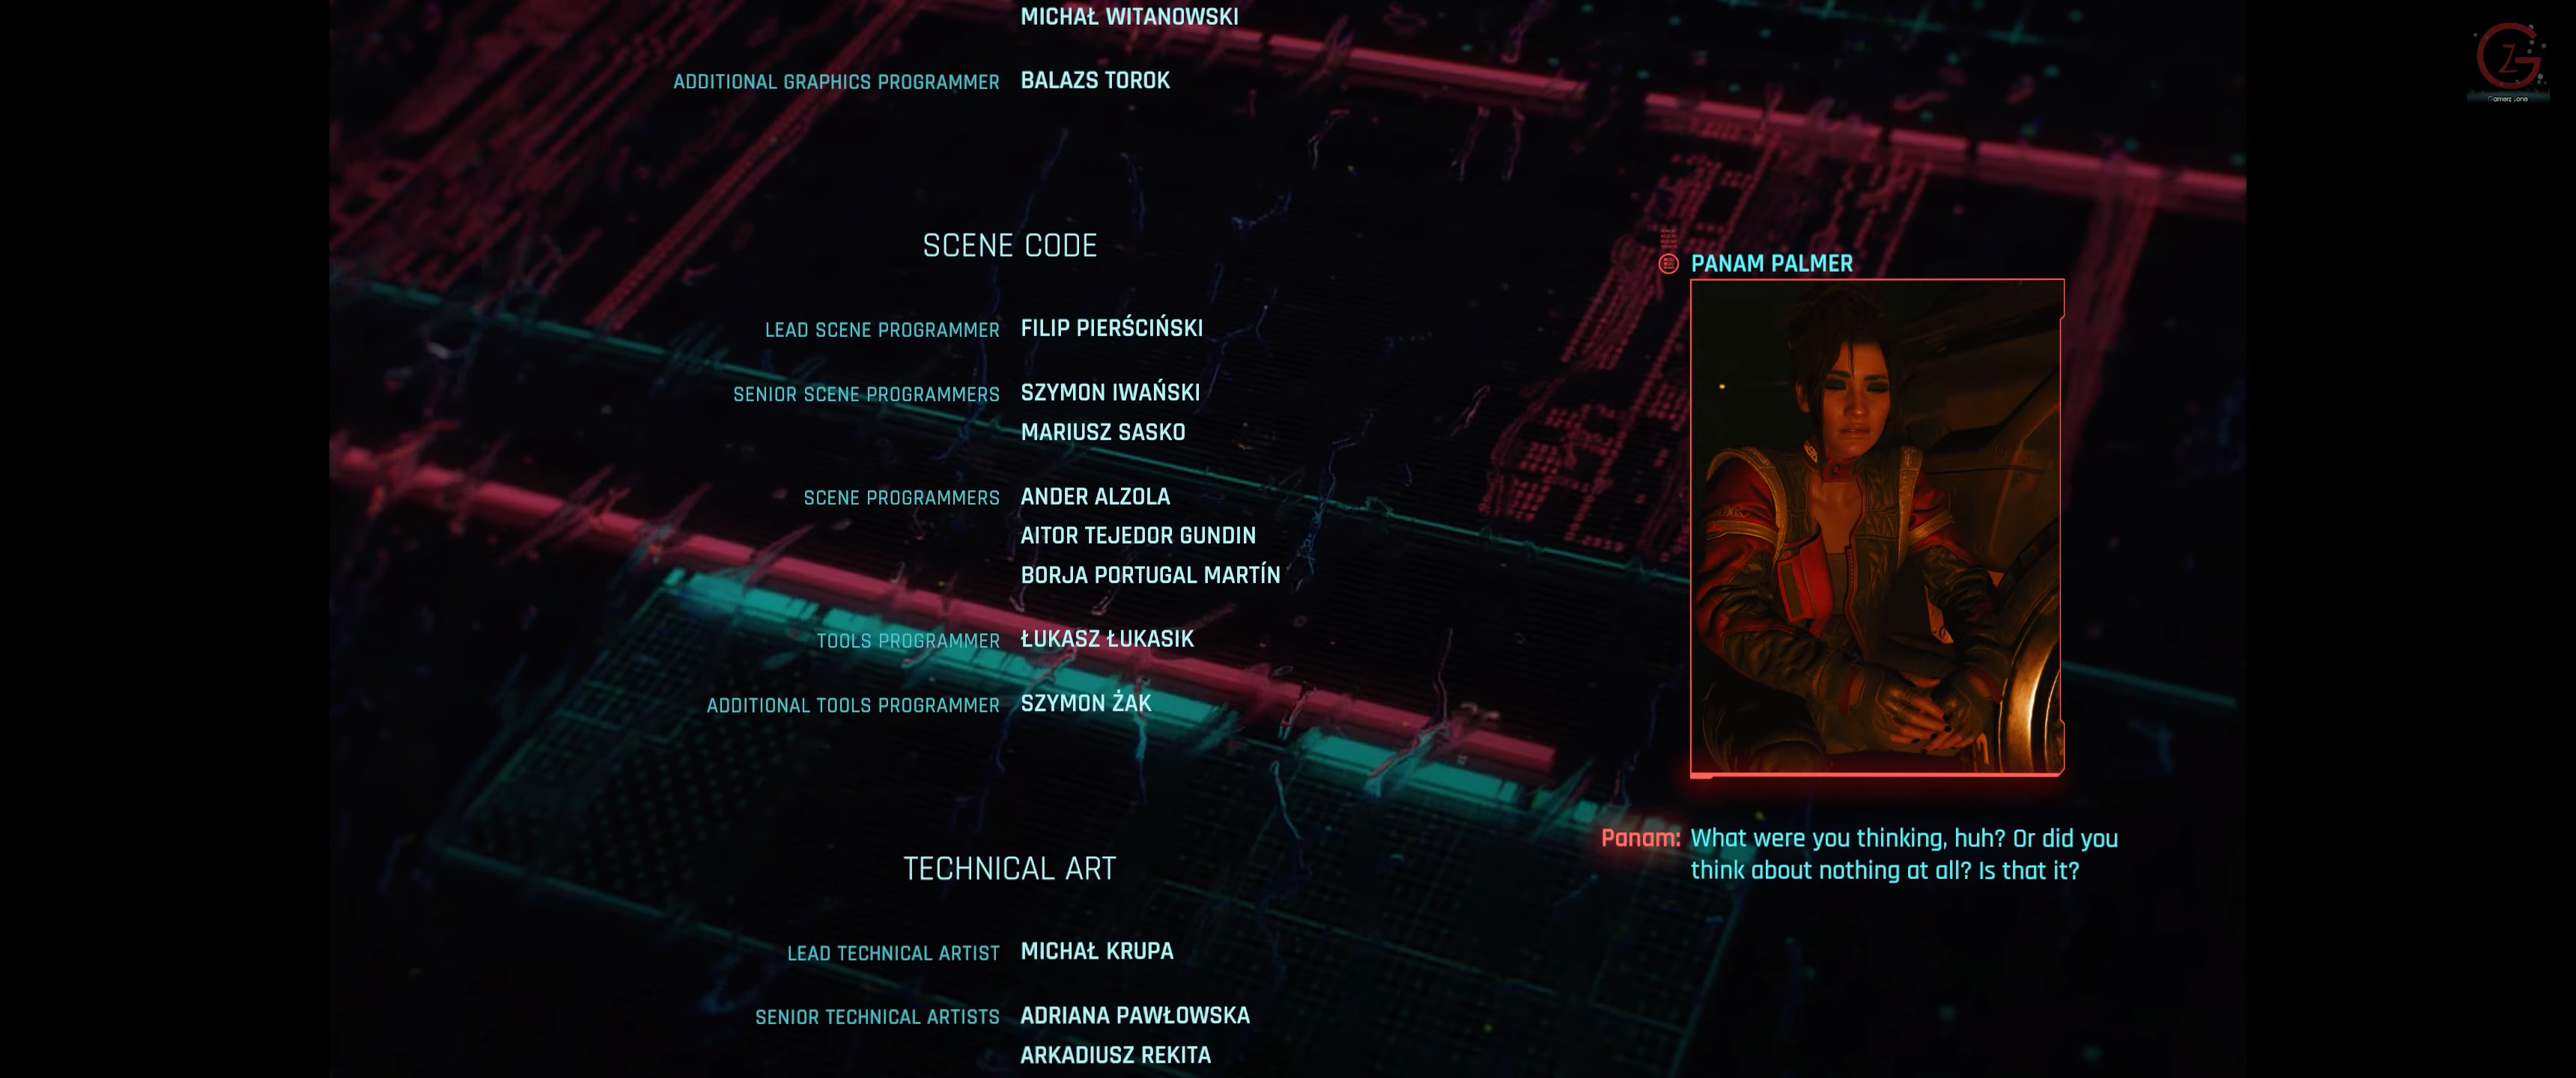 MICHAŁ WITANOWSKI
ADDITIONAL GRAPHICS PROGRAMMER BALAZS TOROK
SCENE CODE
LEAD SCENE PROGRAMMER FILIP PIERŚCIŃSKI
SENIOR SCENE PROGRAMMERS SZYMON IWAŃSKI
MARIUSZ SASKO
SCENE PROGRAMMERS ANDER ALZOLA
AITOR TEJEDOR GUNDIN
BORJA PORTUGAL MARTÍN
TOOLS PROGRAMMER ŁUKASZ ŁUKASIK
ADDITIONAL TOOLS PROGRAMMER SZYMON ŻAK
TECHNICAL ART
LEAD TECHNICAL ARTIST MICHAŁ KRUPA
SENIOR TECHNICAL ARTISTS ADRIANA PAWŁOWSKA
ARKADIUSZ REKITA
PANAM PALMER
Panam: What were you thinking, huh? Or did you
think about nothing at all? Is that it?